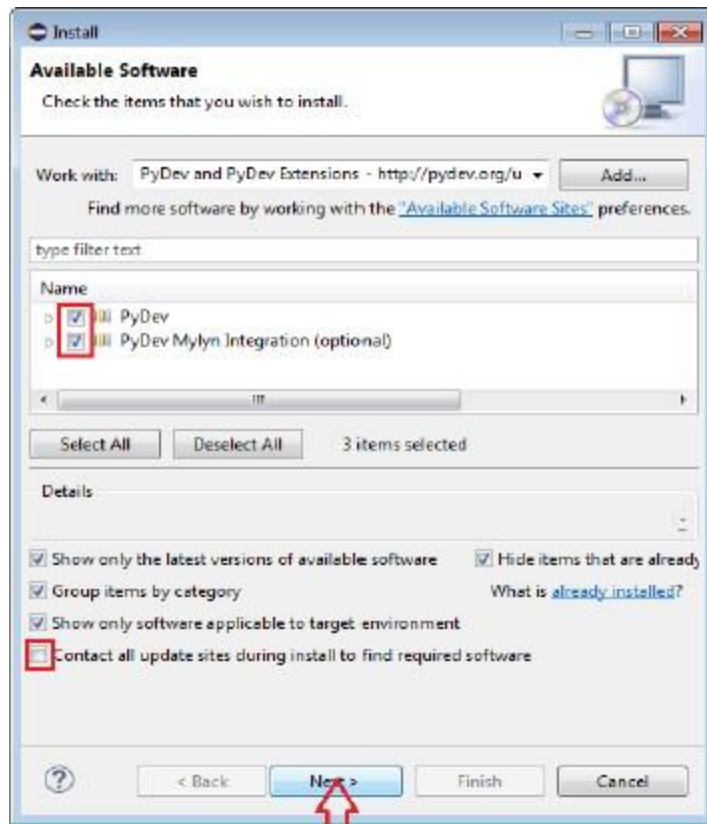 Install
Available Software
Check the items that you wish to install.
Work with: PyDev and PyDev Extensions - http://pydev.org/u Add...
Find more software by working with the "Available Software Sites" preferences.
type filter text
Name
PyDev
PyDev Mylyn Integration (optional)
Select All Deselect All 3 items selected
Details
Show only the latest versions of available software Hide items that are already
Group items by category What is already installed?
Show only software applicable to target environment
Contact all update sites during install to find required software
? < Back Next > Finish Cancel